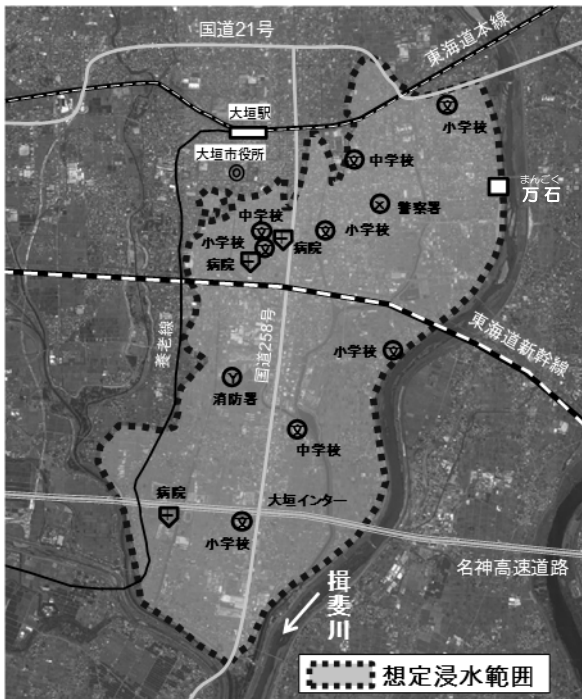 国道21号
東海道本線
大垣駅
小学校
大垣市役所
中学校
まんごく
万石
警察署
中学校
小学校
小学校
病院
病院
東海道新幹線
養老線
国道258号
小学校
消防署
中学校
病院
大垣インター
小学校
名神高速道路
揖斐川
想定浸水範囲